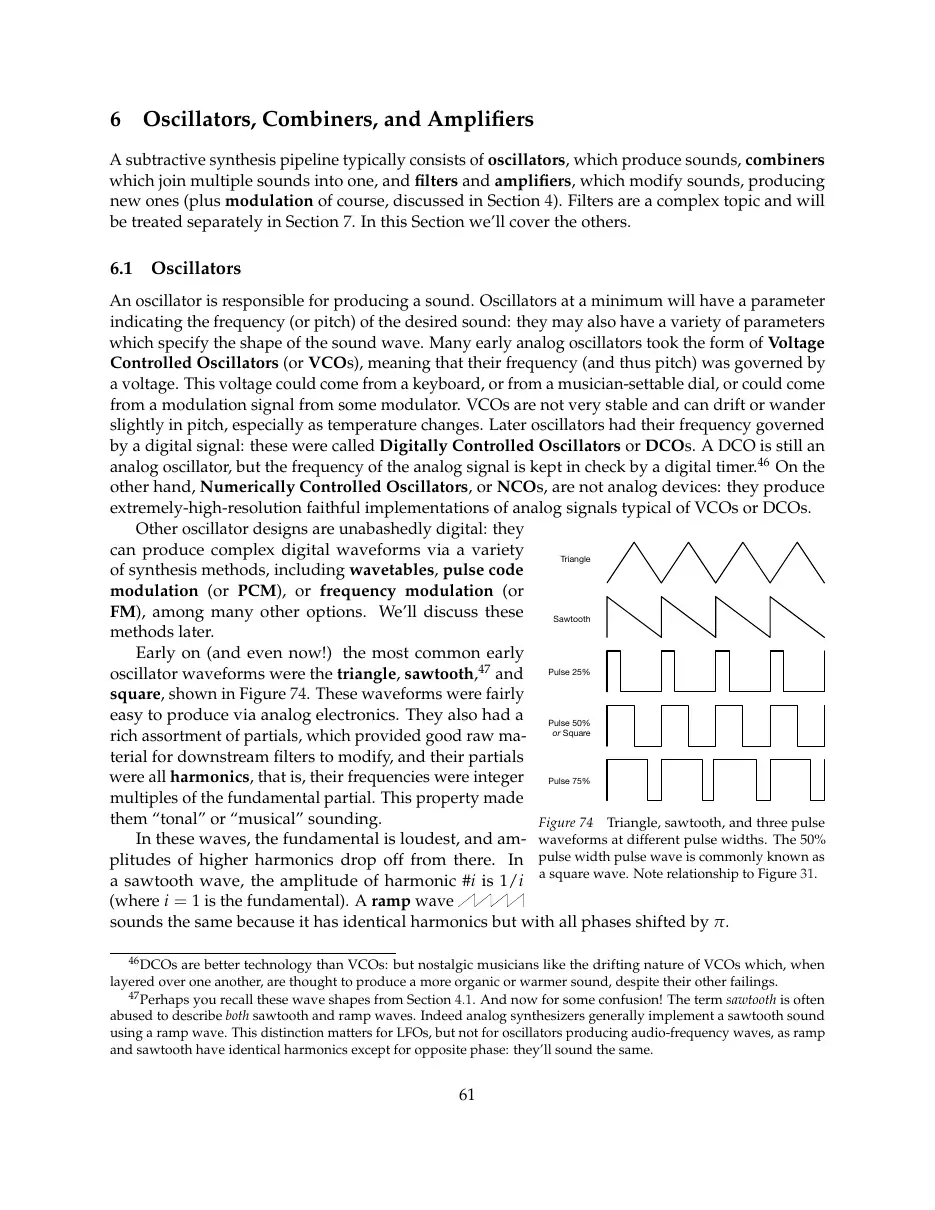 6 Oscillators, Combiners, and Amplifiers
A subtractive synthesis pipeline typically consists of oscillators, which produce sounds, combiners
which join multiple sounds into one, and filters and amplifiers, which modify sounds, producing
new ones (plus modulation of course, discussed in Section 4). Filters are a complex topic and will
be treated separately in Section 7. In this Section we'll cover the others.
6.1 Oscillators
An oscillator is responsible for producing a sound. Oscillators at a minimum will have a parameter
indicating the frequency (or pitch) of the desired sound: they may also have a variety of parameters
which specify the shape of the sound wave. Many early analog oscillators took the form of Voltage
Controlled Oscillators (or VCOs), meaning that their frequency (and thus pitch) was governed by
a voltage. This voltage could come from a keyboard, or from a musician-settable dial, or could come
from a modulation signal from some modulator. VCOs are not very stable and can drift or wander
slightly in pitch, especially as temperature changes. Later oscillators had their frequency governed
by a digital signal: these were called Digitally Controlled Oscillators or DCOs. A DCO is still an
analog oscillator, but the frequency of the analog signal is kept in check by a digital timer.46 On the
other hand, Numerically Controlled Oscillators, or NCOs, are not analog devices: they produce
extremely-high-resolution faithful implementations of analog signals typical of VCOs or DCOs.
Other oscillator designs are unabashedly digital: they
can produce complex digital waveforms via a variety
of synthesis methods, including wavetables, pulse code
modulation (or PCM), or frequency modulation (or
FM), among many other options. We'll discuss these
methods later.
Early on (and even now!) the most common early
oscillator waveforms were the triangle, sawtooth,47 and
square, shown in Figure 74. These waveforms were fairly
easy to produce via analog electronics. They also had a
rich assortment of partials, which provided good raw ma-
terial for downstream filters to modify, and their partials
were all harmonics, that is, their frequencies were integer
multiples of the fundamental partial. This property made
them "tonal" or "musical" sounding.
In these waves, the fundamental is loudest, and am-
plitudes of higher harmonics drop off from there. In
a sawtooth wave, the amplitude of harmonic #i is 1/i
(where i = 1 is the fundamental). A ramp wave
sounds the same because it has identical harmonics but with all phases shifted by π.
Triangle
Sawtooth
Pulse 25%
Pulse 50%
or Square
Pulse 75%
Figure 74 Triangle, sawtooth, and three pulse
waveforms at different pulse widths. The 50%
pulse width pulse wave is commonly known as
a square wave. Note relationship to Figure 31.
46DCOs are better technology than VCOs: but nostalgic musicians like the drifting nature of VCOs which, when
layered over one another, are thought to produce a more organic or warmer sound, despite their other failings.
47Perhaps you recall these wave shapes from Section 4.1. And now for some confusion! The term sawtooth is often
abused to describe both sawtooth and ramp waves. Indeed analog synthesizers generally implement a sawtooth sound
using a ramp wave. This distinction matters for LFOs, but not for oscillators producing audio-frequency waves, as ramp
and sawtooth have identical harmonics except for opposite phase: they'll sound the same.
61